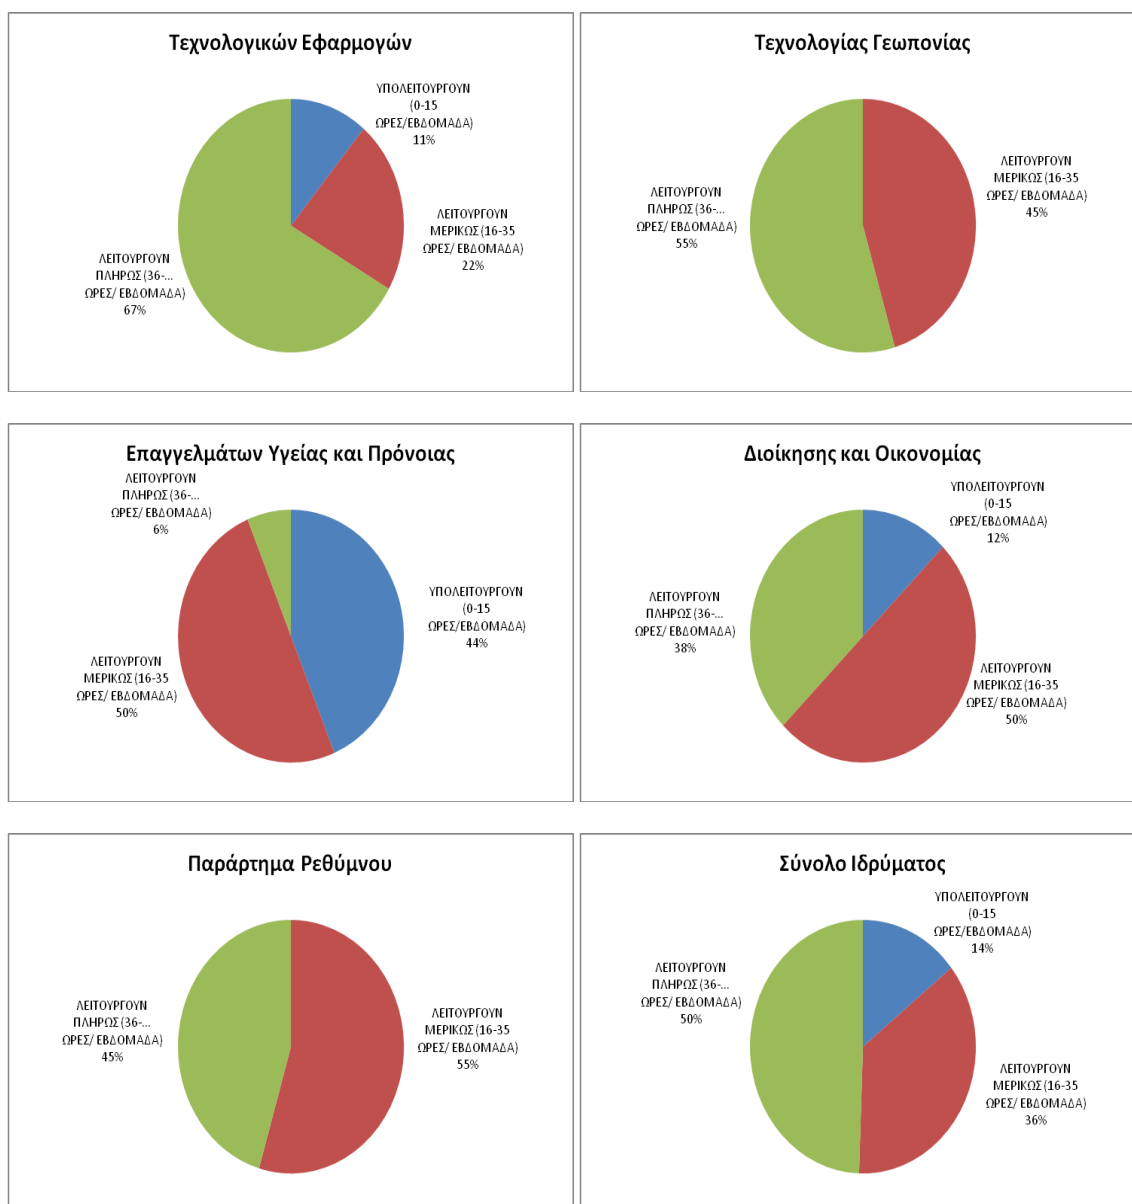 Τεχνολογικών Εφαρμογών
ΥΠΟΛΕΙΤΟΥΡΓΟΥΝ
(0-15
ΩΡΕΣ/ΕΒΔΟΜΑΔΑ)
11%
ΛΕΙΤΟΥΡΓΟΥΝ
ΜΕΡΙΚΩΣ (16-35
ΩΡΕΣ/ ΕΒΔΟΜΑΔΑ)
22%
ΛΕΙΤΟΥΡΓΟΥΝ
ΠΛΗΡΩΣ (36-...
ΩΡΕΣ/ ΕΒΔΟΜΑΔΑ)
67%
Τεχνολογίας Γεωπονίας
ΛΕΙΤΟΥΡΓΟΥΝ
ΜΕΡΙΚΩΣ (16-35
ΩΡΕΣ/ ΕΒΔΟΜΑΔΑ)
45%
ΛΕΙΤΟΥΡΓΟΥΝ
ΠΛΗΡΩΣ (36-...
ΩΡΕΣ/ ΕΒΔΟΜΑΔΑ)
55%
Επαγγελμάτων Υγείας και Πρόνοιας
ΛΕΙΤΟΥΡΓΟΥΝ
ΠΛΗΡΩΣ (36-...
ΩΡΕΣ/ ΕΒΔΟΜΑΔΑ)
6%
ΥΠΟΛΕΙΤΟΥΡΓΟΥΝ
(0-15
ΩΡΕΣ/ΕΒΔΟΜΑΔΑ)
44%
ΛΕΙΤΟΥΡΓΟΥΝ
ΜΕΡΙΚΩΣ (16-35
ΩΡΕΣ/ ΕΒΔΟΜΑΔΑ)
50%
Διοίκησης και Οικονομίας
ΥΠΟΛΕΙΤΟΥΡΓΟΥΝ
(0-15
ΩΡΕΣ/ΕΒΔΟΜΑΔΑ)
12%
ΛΕΙΤΟΥΡΓΟΥΝ
ΠΛΗΡΩΣ (36-...
ΩΡΕΣ/ ΕΒΔΟΜΑΔΑ)
38%
ΛΕΙΤΟΥΡΓΟΥΝ
ΜΕΡΙΚΩΣ (16-35
ΩΡΕΣ/ ΕΒΔΟΜΑΔΑ)
50%
Παράρτημα Ρεθύμνου
ΛΕΙΤΟΥΡΓΟΥΝ
ΠΛΗΡΩΣ (36-...
ΩΡΕΣ/ ΕΒΔΟΜΑΔΑ)
45%
ΛΕΙΤΟΥΡΓΟΥΝ
ΜΕΡΙΚΩΣ (16-35
ΩΡΕΣ/ ΕΒΔΟΜΑΔΑ)
55%
Σύνολο Ιδρύματος
ΥΠΟΛΕΙΤΟΥΡΓΟΥΝ
(0-15
ΩΡΕΣ/ΕΒΔΟΜΑΔΑ)
14%
ΛΕΙΤΟΥΡΓΟΥΝ
ΠΛΗΡΩΣ (36-...
ΩΡΕΣ/ ΕΒΔΟΜΑΔΑ)
50%
ΛΕΙΤΟΥΡΓΟΥΝ
ΜΕΡΙΚΩΣ (16-35
ΩΡΕΣ/ ΕΒΔΟΜΑΔΑ)
36%